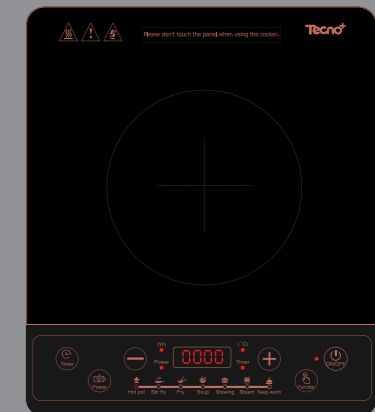 Please don't touch the panel when using the cooker.
Tecno+
(W)
(°C)
Power
0000
Timer
Timer
ON/OFF
Power
Hot pot Stir fry Fry Soup Stewing Steam Keep warm
Function